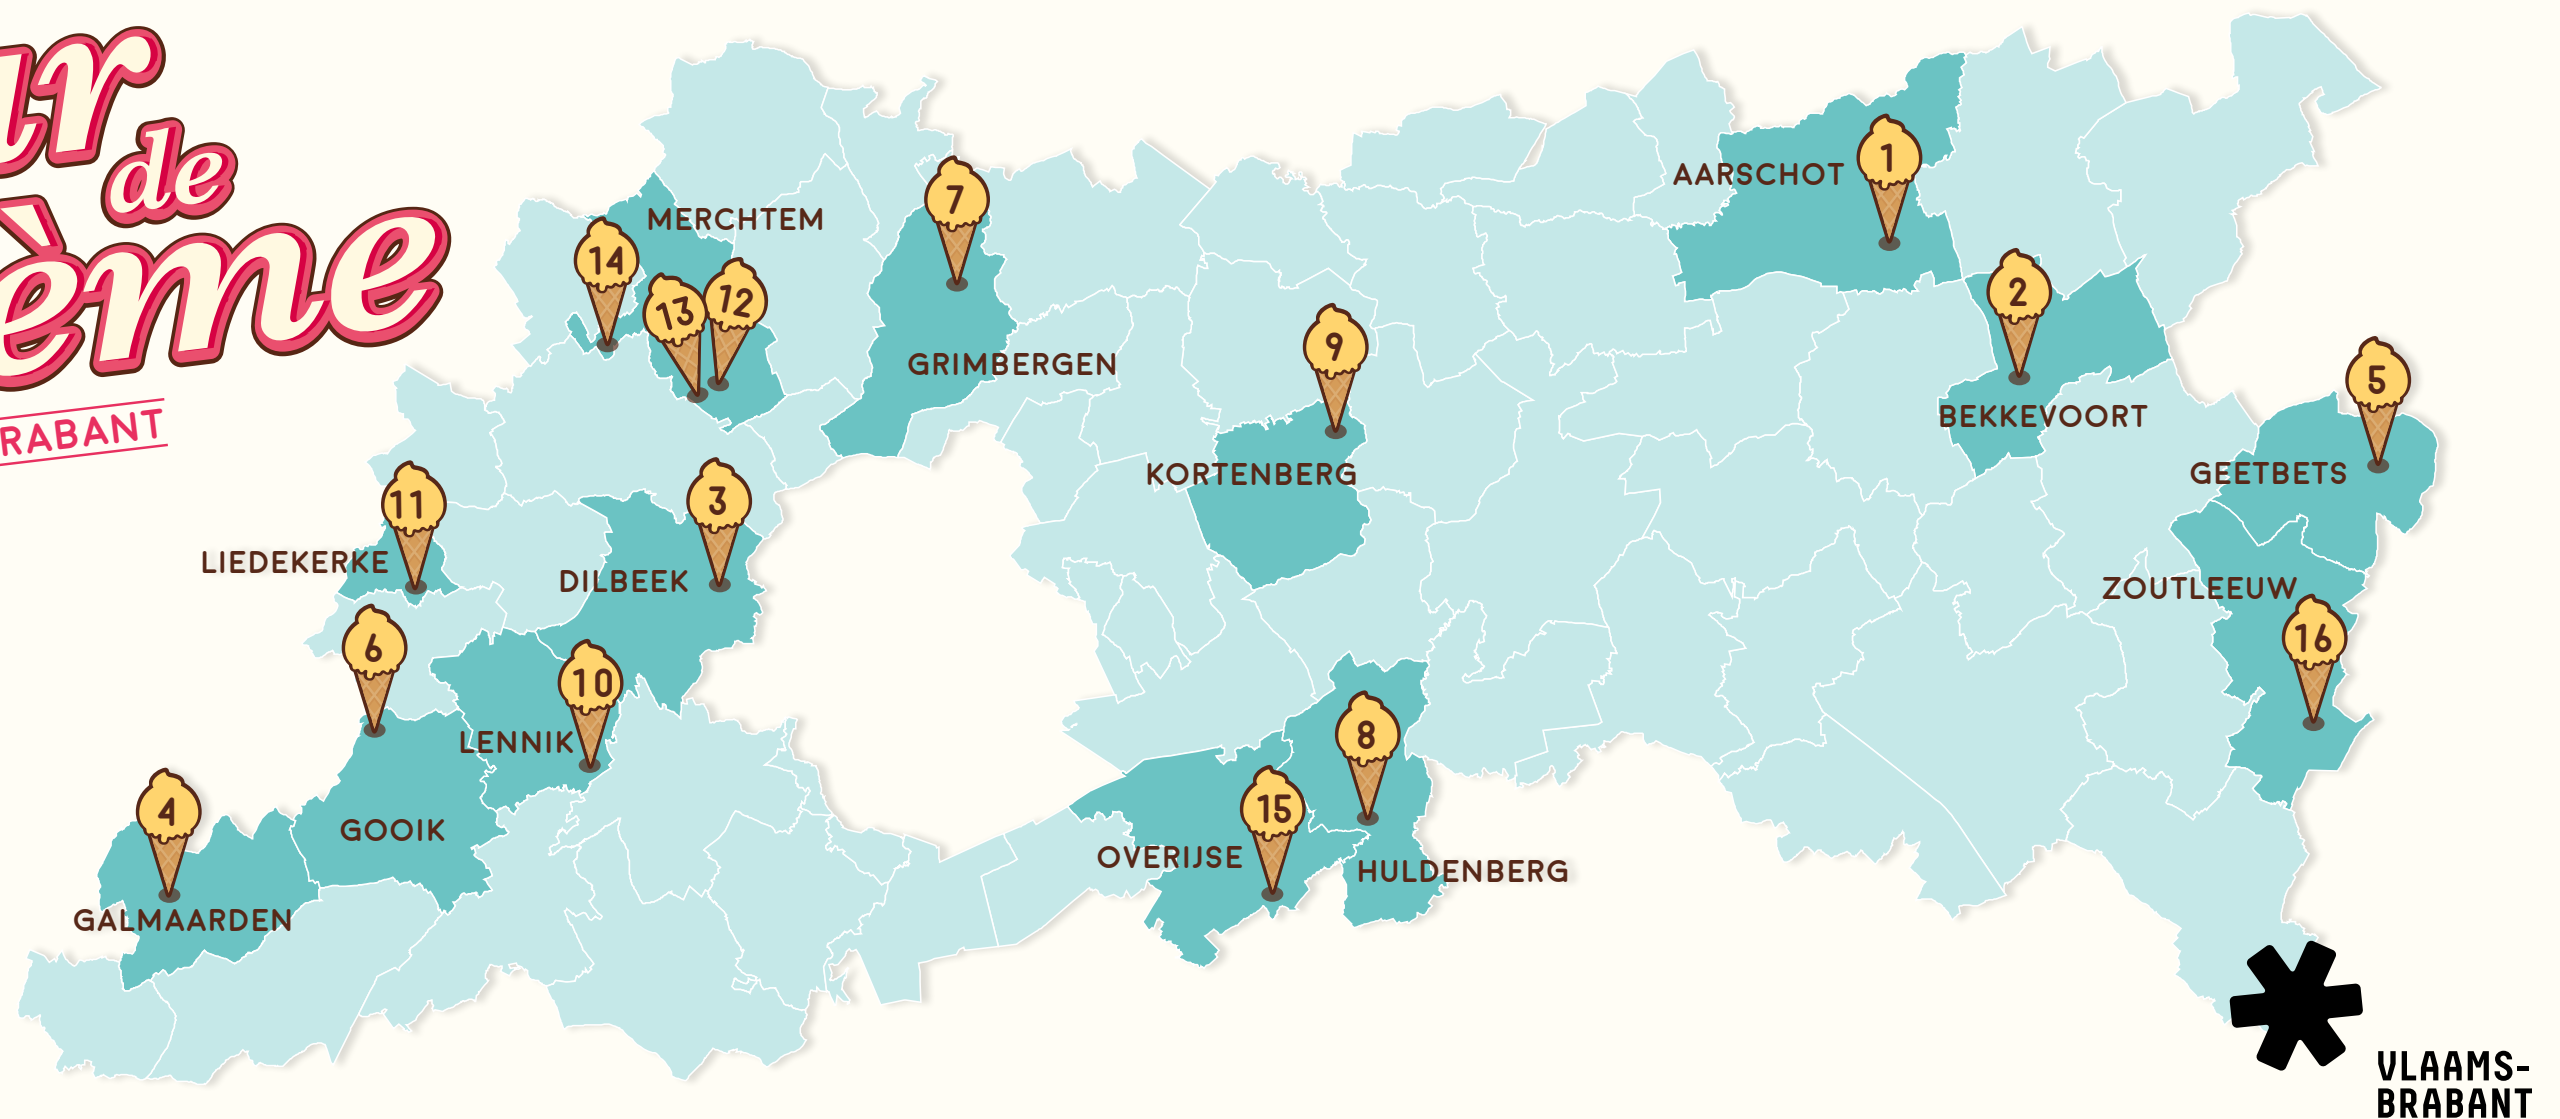 de
ème
RABANT
1
AARSCHOT
7
MERCHTEM
14
13
12
2
GRIMBERGEN
9
5
BEKKEVOORT
KORTENBERG
GEETBETS
11
3
LIEDEKERKE
DILBEEK
ZOUTLEEUW
6
16
10
LENNIK
8
4
15
GOOIK
OVERIJSE
HULDENBERG
GALMAARDEN
VLAAMS-
BRABANT